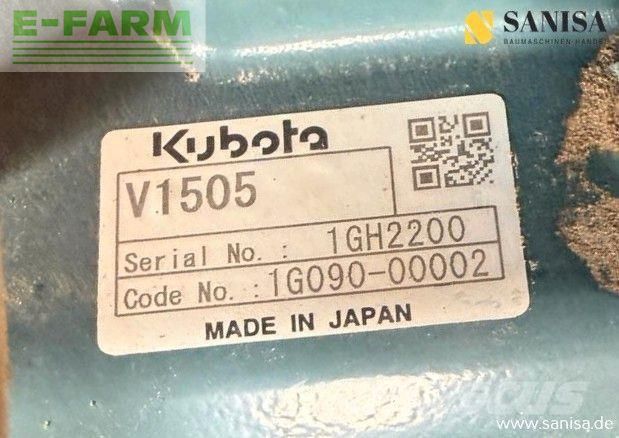 E-FARM
SANISA
BAUMASCHINEN-HANDEL
Kubota
V1505
Serial No. : 1GH2200
Code No. : 1G090-00002
MADE IN JAPAN
www.sanisa.de